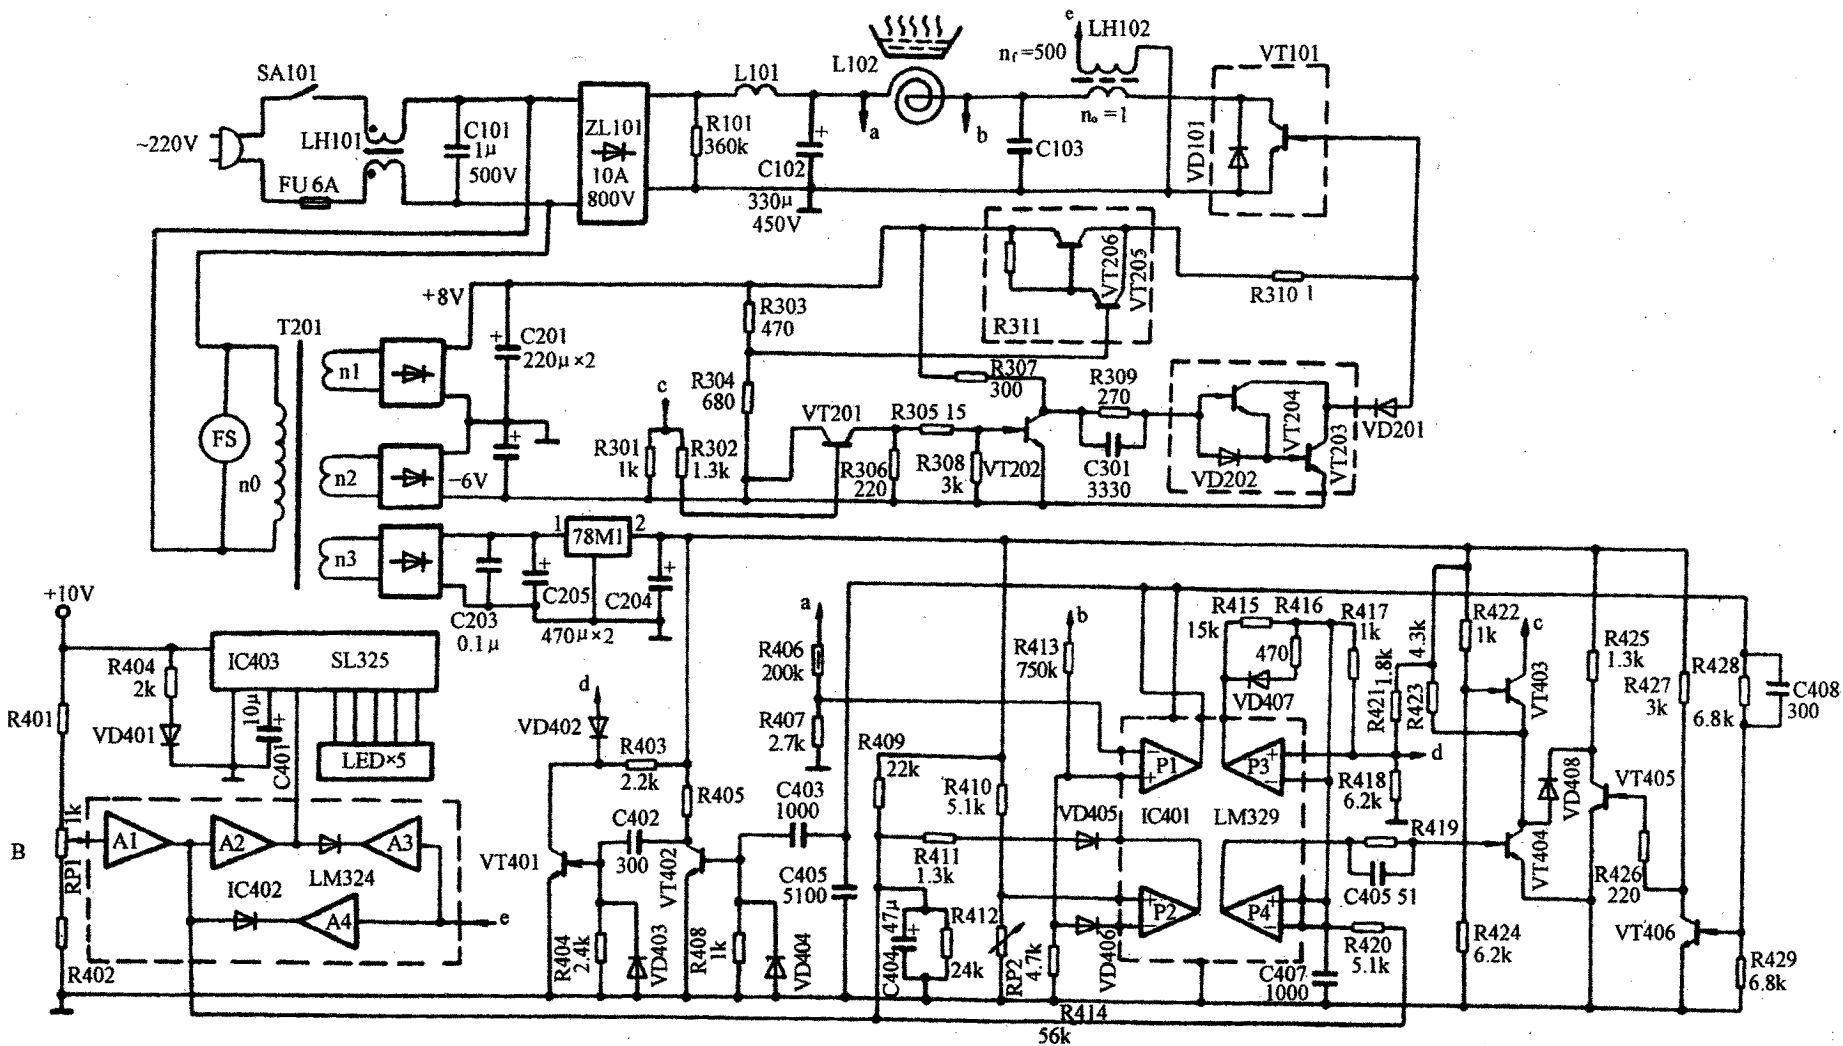 SA101
~220V
LH101
FU 6A
C101
1μ
500V
ZL101
10A
800V
L101
R101
360k
C102
330μ
450V
L102
a
b
e
LH102
nf=500
no=1
C103
VD101
VT101
+8V
T201
FS
n0
n1
n2
n3
C201
220μ×2
-6V
R303
470
R304
680
c
R301
1k
R302
1.3k
VT201
R305 15
R306
220
R308
3k
VT202
R307
300
R309
270
C301
3330
R311
VT206
VT205
R310 1
VD202
VT204
VT203
VD201
1
78M1
2
C203
0.1μ
C205
C204
470μ×2
+10V
R401
R404
2k
VD401
IC403
SL325
10μ
C401
LED×5
B
RP1
1k
R402
A1
A2
A3
A4
IC402
LM324
e
d
VD402
R403
2.2k
R405
VT401
C402
300
VT402
R404
2.4k
VD403
R408
1k
VD404
C403
1000
C405
5100
a
R406
200k
R407
2.7k
R409
22k
R410
5.1k
R411
1.3k
C404
47μ
R412
24k
RP2
4.7k
R414
56k
b
R413
750k
VD405
VD406
IC401
LM329
P1
P2
P3
P4
R415
15k
R416
470
VD407
R417
1k
1.8k
R421
4.3k
R423
d
R418
6.2k
R419
C405 51
R420
5.1k
C407
1000
R422
1k
c
VT403
VT404
VD408
R424
6.2k
R425
1.3k
VT405
R426
220
VT406
R427
3k
R428
6.8k
C408
300
R429
6.8k